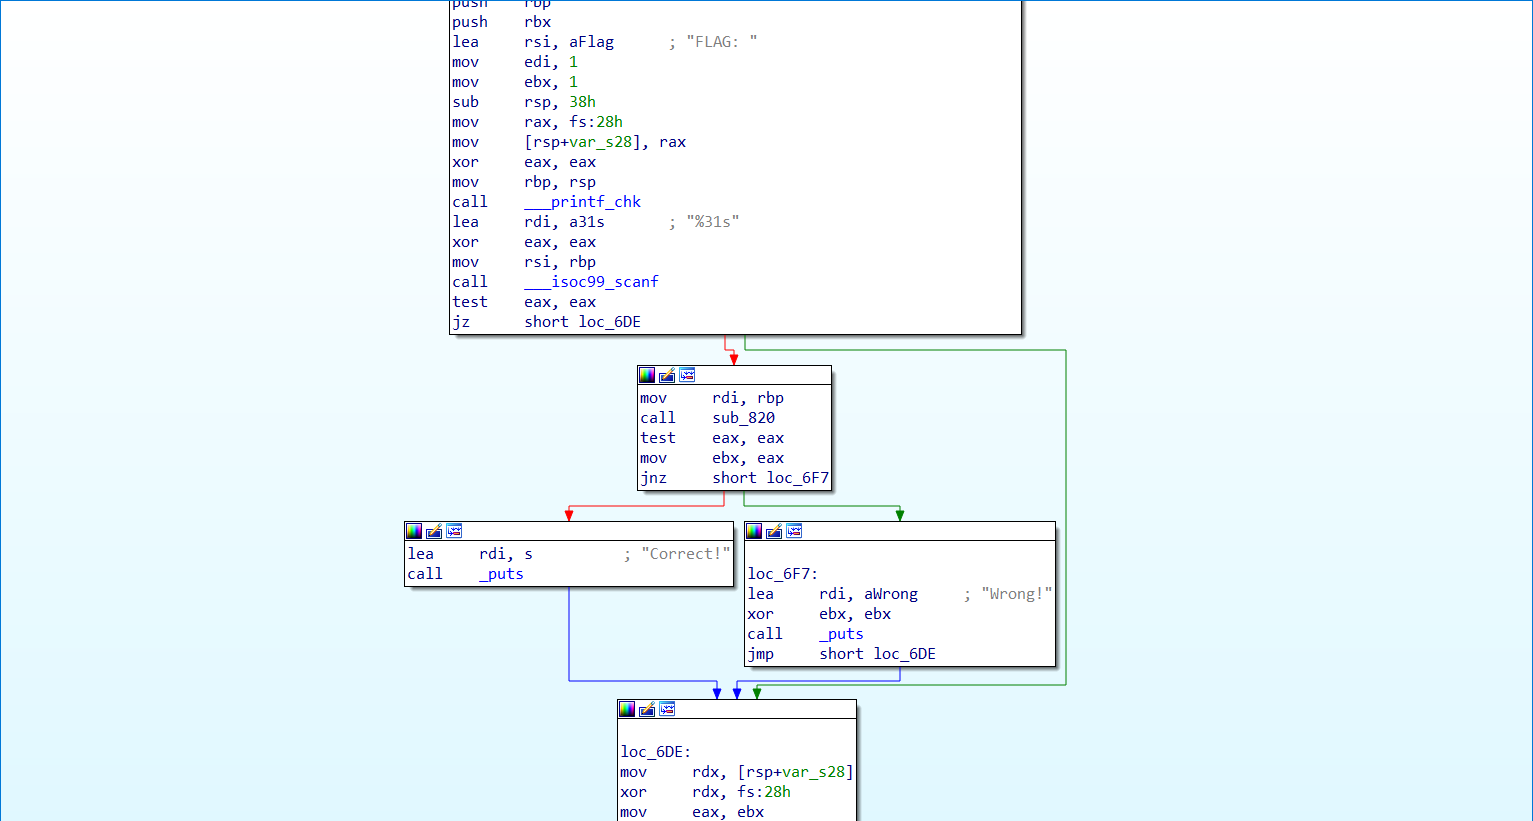 push rbp
push rbx
lea rsi, aFlag ; "FLAG: "
mov edi, 1
mov ebx, 1
sub rsp, 38h
mov rax, fs:28h
mov [rsp+var_s28], rax
xor eax, eax
mov rbp, rsp
call ___printf_chk
lea rdi, a31s ; "%31s"
xor eax, eax
mov rsi, rbp
call ___isoc99_scanf
test eax, eax
jz short loc_6DE
mov rdi, rbp
call sub_820
test eax, eax
mov ebx, eax
jnz short loc_6F7
lea rdi, s ; "Correct!"
call _puts
loc_6F7:
lea rdi, aWrong ; "Wrong!"
xor ebx, ebx
call _puts
jmp short loc_6DE
loc_6DE:
mov rdx, [rsp+var_s28]
xor rdx, fs:28h
mov eax, ebx